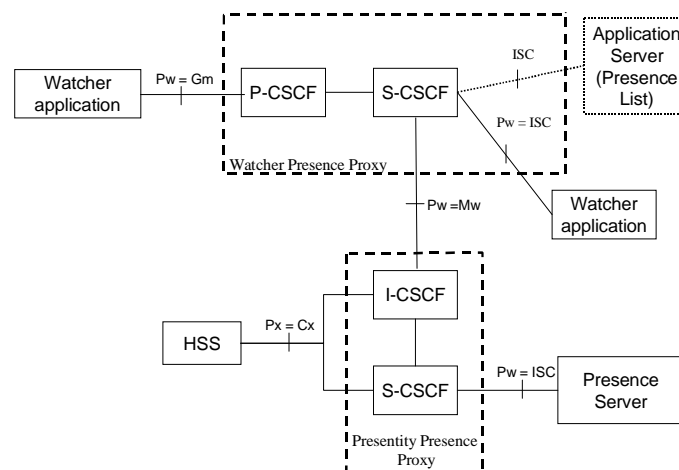 Application
Server
(Presence
List)
ISC
Watcher
application
Pw = Gm
P-CSCF
S-CSCF
Pw = ISC
Watcher Presence Proxy
Pw =Mw
Watcher
application
I-CSCF
HSS
Px = Cx
S-CSCF
Pw = ISC
Presence
Server
Presentity Presence
Proxy